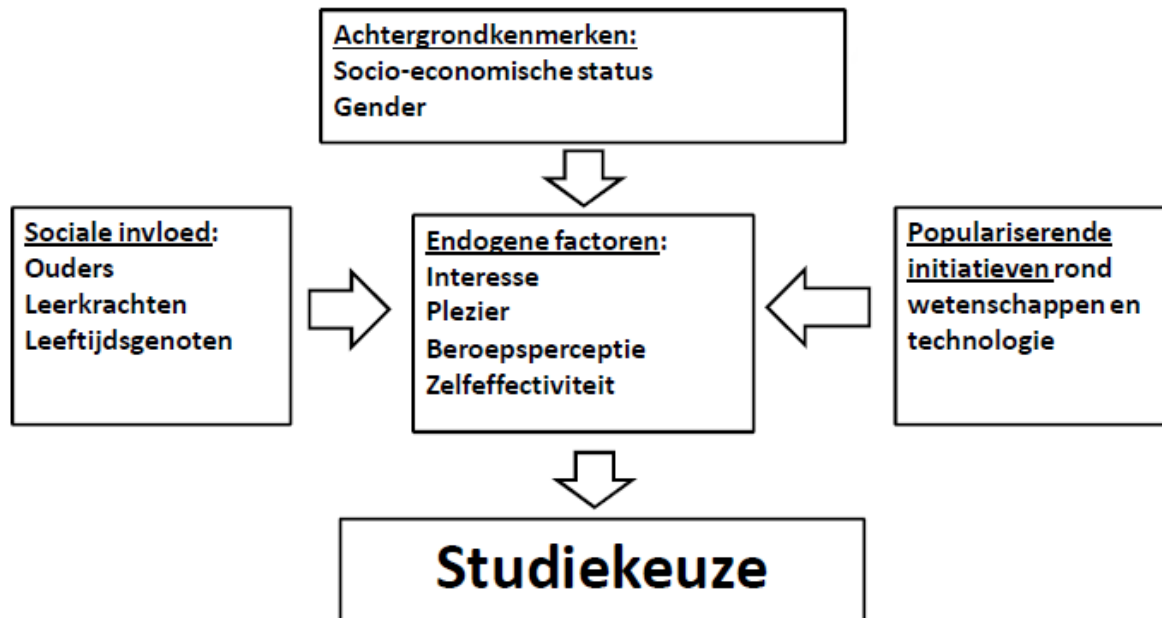 Achtergrondkenmerken:
Socio-economische status
Gender
Sociale invloed:
Ouders
Leerkrachten
Leeftijdsgenoten
Endogene factoren:
Interesse
Plezier
Beroepsperceptie
Zelfeffectiviteit
Populariserende
initiatieven rond
wetenschappen en
technologie
Studiekeuze